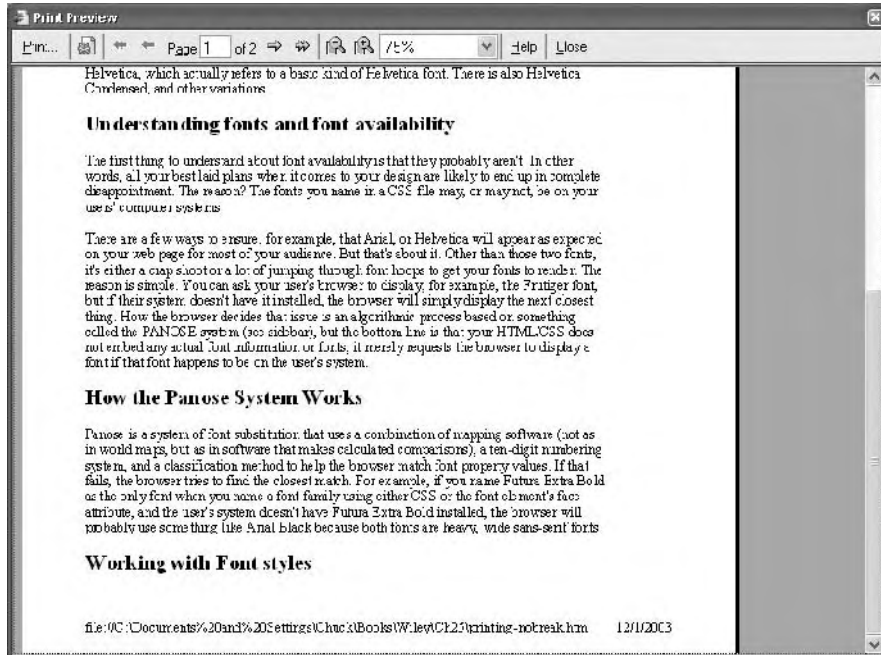 Print Preview
Print... Page 1 of 2 75% Help Close
Helvetica, which actually refers to a basic kind of Helvetica font. There is also Helvetica
Condensed, and other variations
Understanding fonts and font availability
The first thing to understand about font availability is that they probably aren't. In other
words, all your best laid plans when it comes to your design are likely to end up in complete
disappointment. The reason? The fonts you name in a CSS file may, or may not, be on your
users' computer systems
There are a few ways to ensure, for example, that Arial, or Helvetica will appear as expected
on your web page for most of your audience. But that's about it. Other than those two fonts,
it's either a crap shoot or a lot of jumping through font hoops to get your fonts to render. The
reason is simple. You can ask your user's browser to display, for example, the Frutiger font,
but if their system doesn't have it installed, the browser will simply display the next closest
thing. How the browser decides that issue is an algorithmic process based on something
called the PANOSE system (see sidebar), but the bottom line is that your HTML/CSS does
not embed any actual font information or fonts, it merely requests the browser to display a
font if that font happens to be on the user's system.
How the Panose System Works
Panose is a system of font substitution that uses a combination of mapping software (not as
in world maps, but as in software that makes calculated comparisons), a ten-digit numbering
system, and a classification method to help the browser match font property values. If that
fails, the browser tries to find the closest match. For example, if you name Futura Extra Bold
as the only font when you name a font family using either CSS or the font element's face
attribute, and the user's system doesn't have Futura Extra Bold installed, the browser will
probably use something like Arial Black because both fonts are heavy, wide sans-serif fonts
Working with Font styles
file://C:\Documents%20and%20Settings\Chuck\Books\Wiley\Ch25\printing-nobreak.htm 12/1/2003